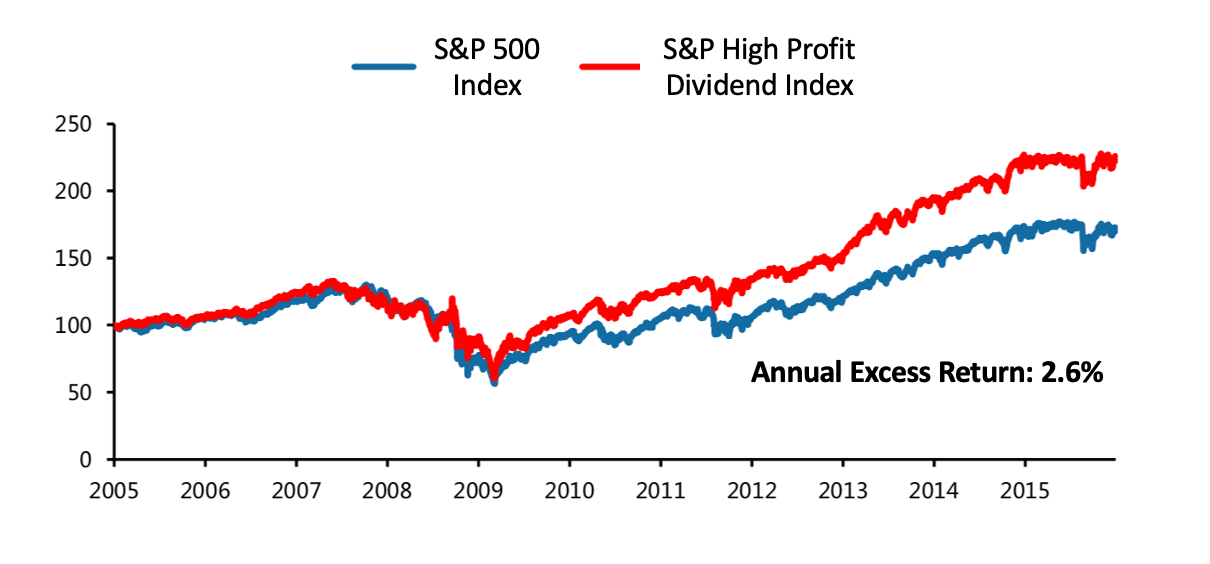 S&P 500
Index
S&P High Profit
Dividend Index
250
200
150
100
50
0
Annual Excess Return: 2.6%
2005 2006 2007 2008 2009 2010 2011 2012 2013 2014 2015